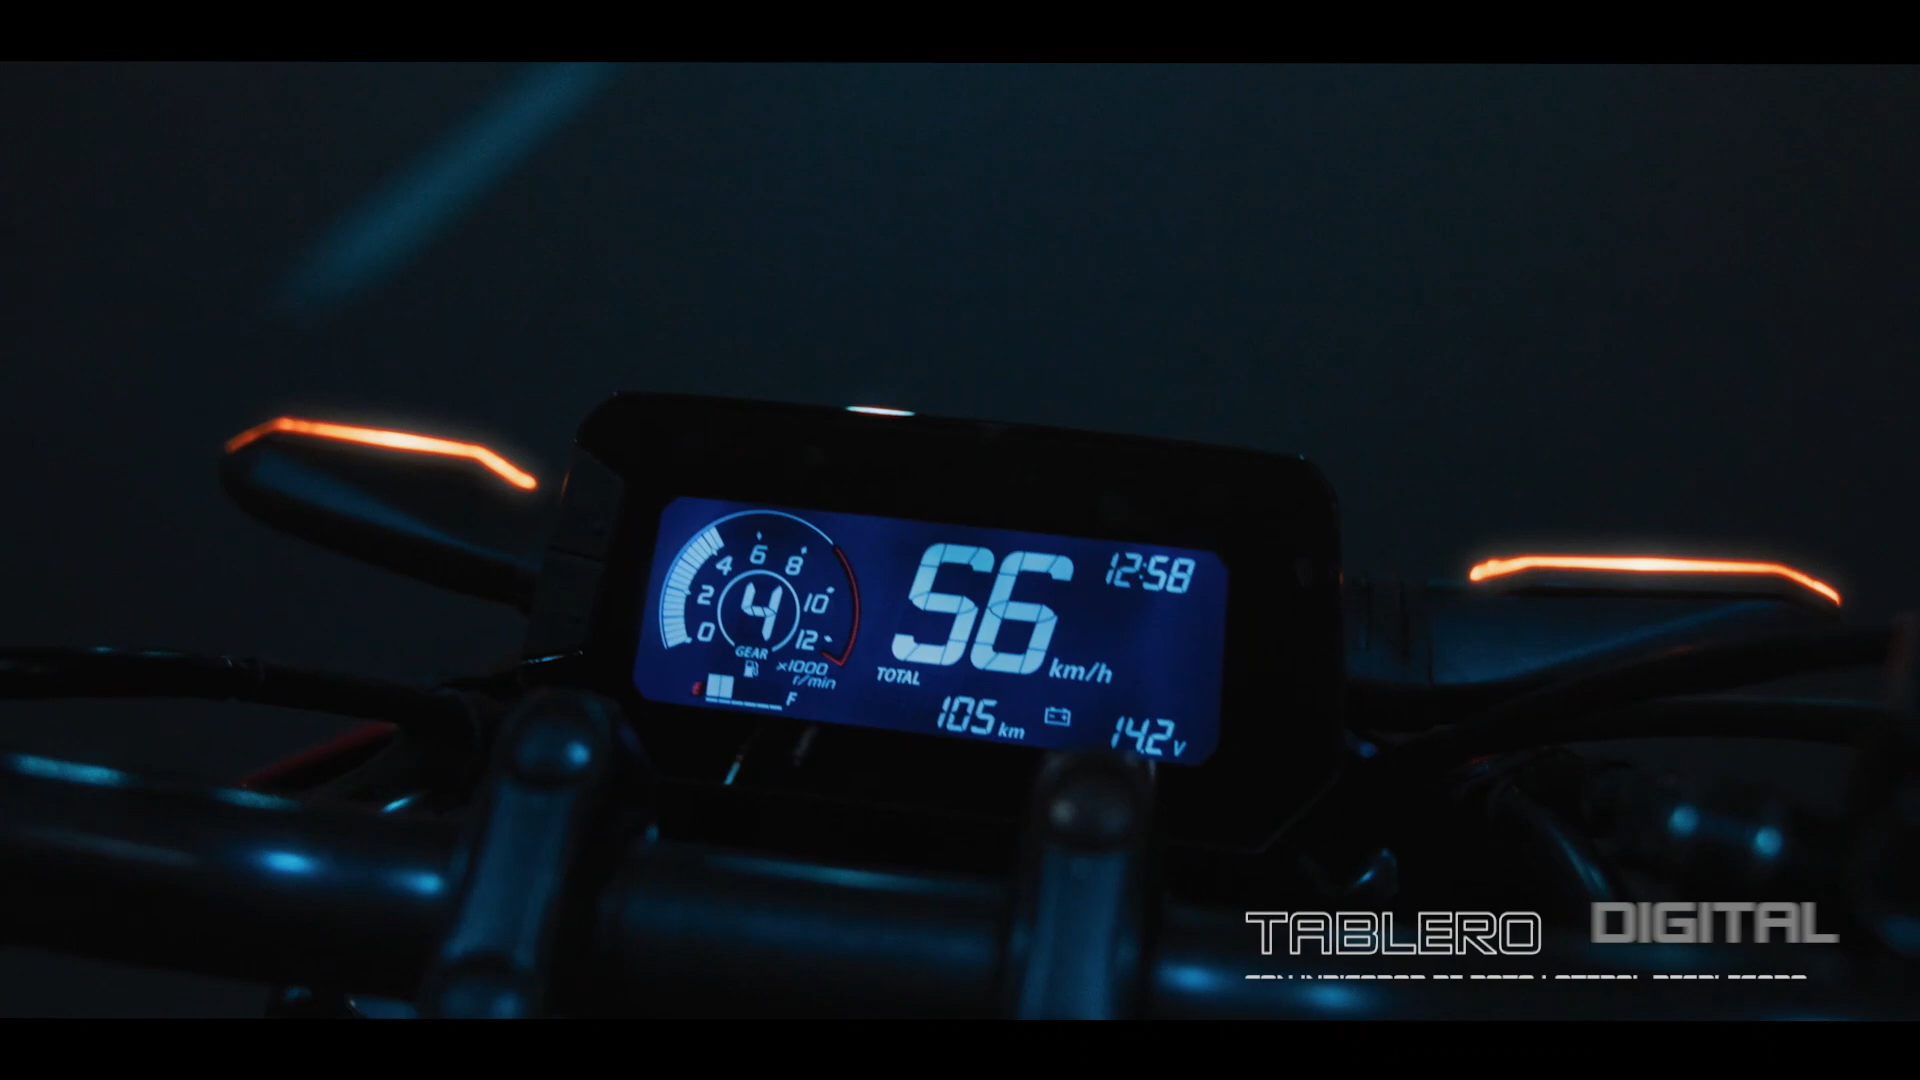 6
4 8
2 4 10
0 12
GEAR
×1000
r/min
E F
56 km/h
12:58
TOTAL
105 km
14.2 V
TABLERO DIGITAL